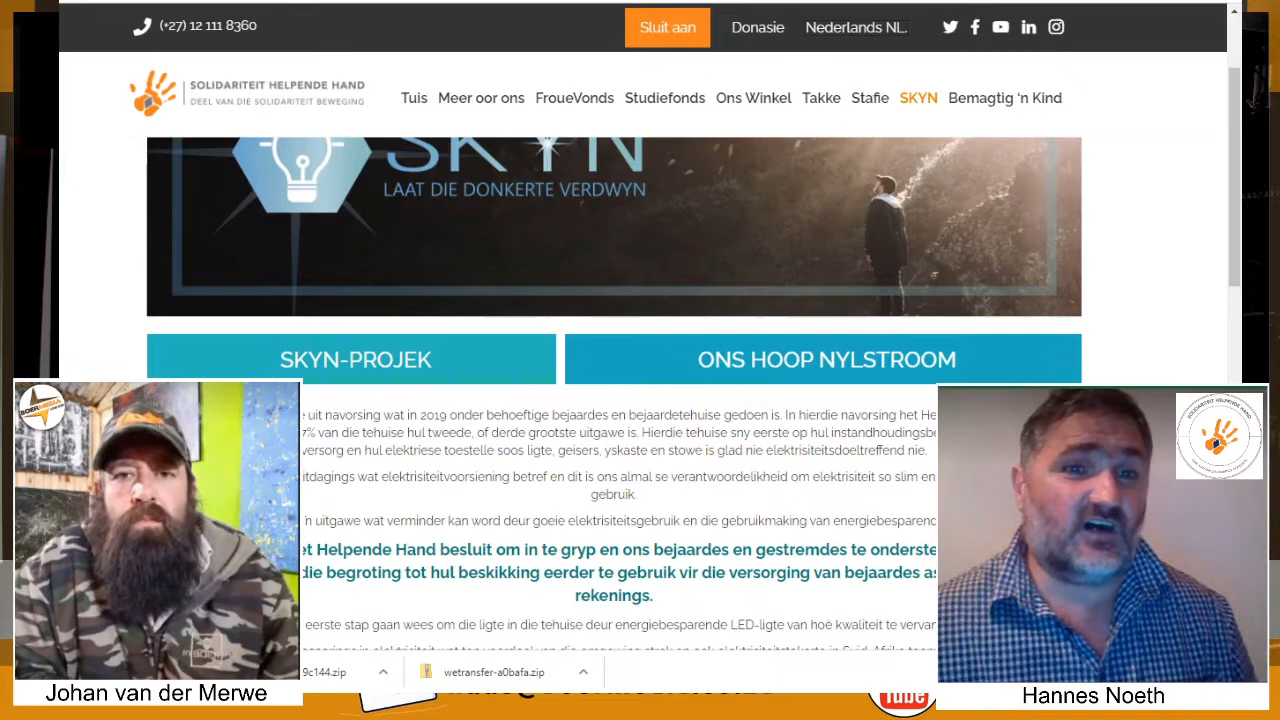 (+27) 12 111 8360
Sluit aan
Donasie
Nederlands NL.
SOLIDARITEIT HELPENDE HAND
DEEL VAN DIE SOLIDARITEIT BEWEGING
Tuis Meer oor ons FroueVonds Studiefonds Ons Winkel Takke Stafie SKYN Bemagtig ‘n Kind
SKYN
LAAT DIE DONKERTE VERDWYN
SKYN-PROJEK
ONS HOOP NYLSTROOM
uit navorsing wat in 2019 onder behoeftige bejaardes en bejaardetehuise gedoen is. In hierdie navorsing het
7% van die tehuise hul tweede, of derde grootste uitgawe is. Hierdie tehuise sny eerste op hul
versorg en hul elektriese toestelle soos ligte, geisers, yskaste en stowe is glad nie elektrisiteitsdoeltreffend nie.
wat elektrisiteitvoorsiening betref en dit is ons almal se verantwoordelikheid om elektrisiteit so slim en
gebruik.
'n uitgawe wat verminder kan word deur goeie elektrisiteitsgebruik en die gebruikmaking van
Helpende Hand besluit om in te gryp en ons bejaardes en gestremdes te
die begroting tot hul beskikking eerder te gebruik vir die versorging van bejaardes
rekenings.
eerste stap gaan wees om die ligte in die tehuise deur energiebesparende LED-ligte van hoë kwaliteit te
9c144.zip
wetransfer-a0bafa.zip
BOERMEDIA
SOLIDARITEIT HELPENDE HAND
Johan van der Merwe
Hannes Noeth
Tube